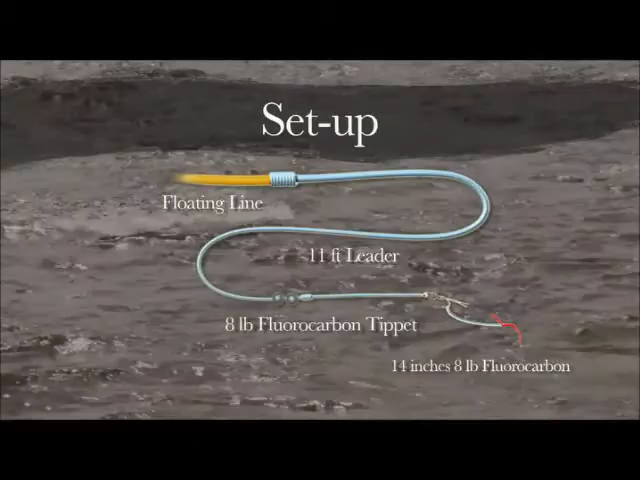 Set-up
Floating Line
11 ft Leader
8 lb Fluorocarbon Tippet
14 inches 8 lb Fluorocarbon